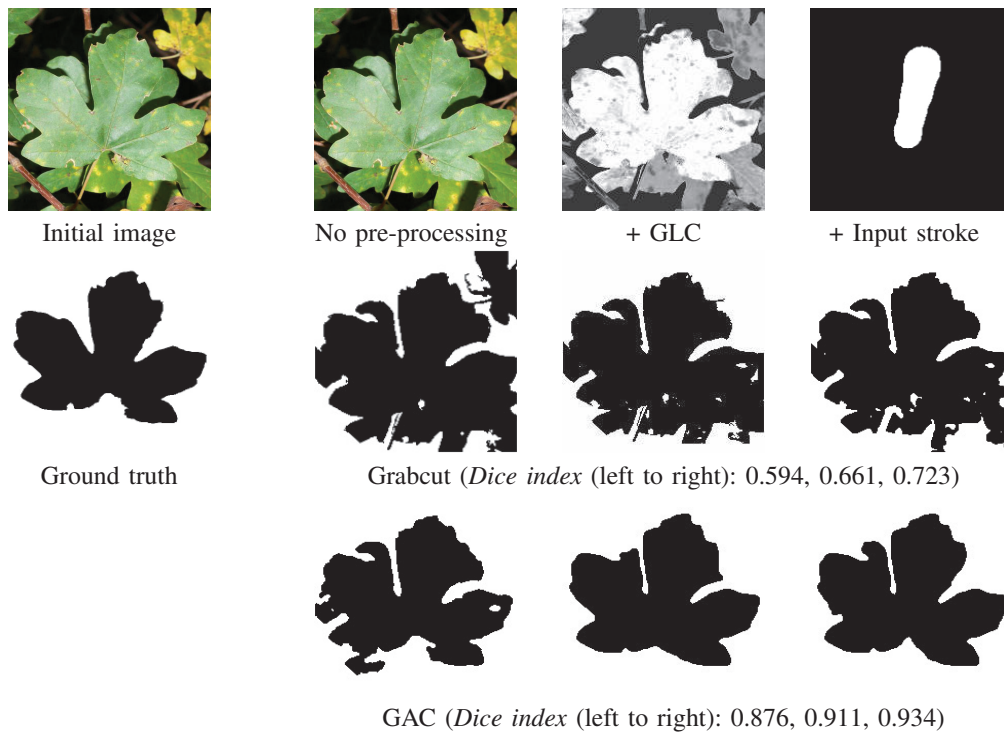 Initial image
No pre-processing
+ GLC
+ Input stroke
Ground truth
Grabcut (Dice index (left to right): 0.594, 0.661, 0.723)
GAC (Dice index (left to right): 0.876, 0.911, 0.934)